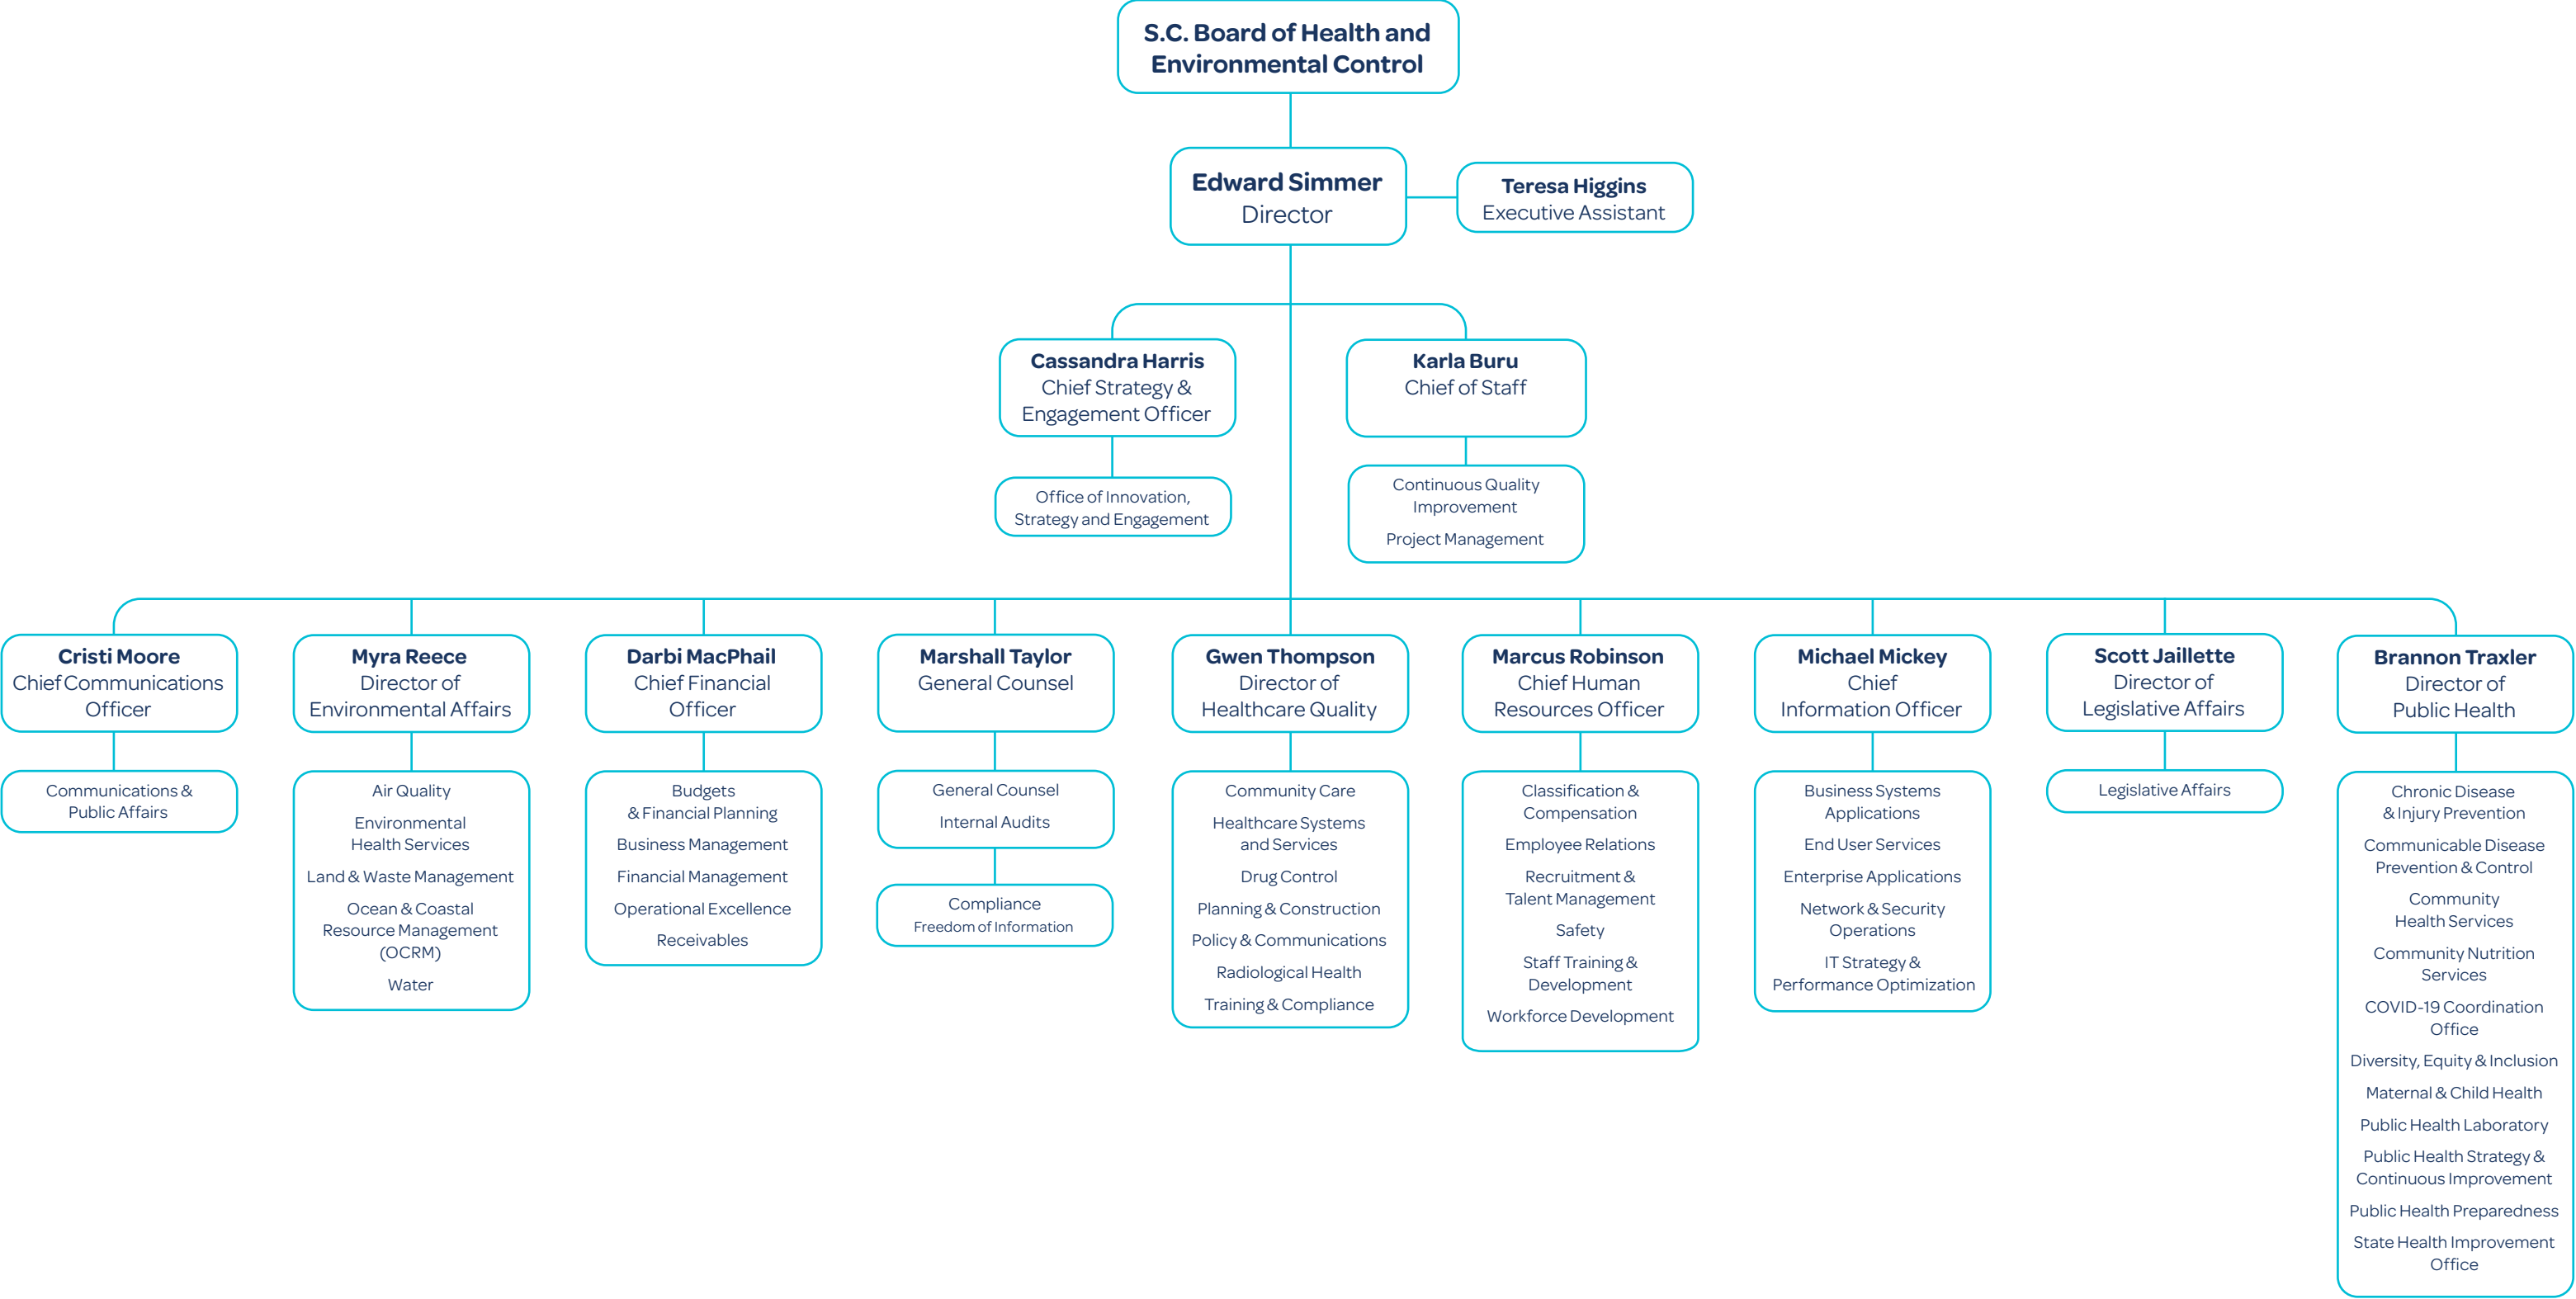 S.C. Board of Health and
Environmental Control
Edward Simmer
Director
Teresa Higgins
Executive Assistant
Cassandra Harris
Chief Strategy &
Engagement Officer
Office of Innovation,
Strategy and Engagement
Karla Buru
Chief of Staff
Continuous Quality
Improvement
Project Management
Cristi Moore
Chief Communications
Officer
Communications &
Public Affairs
Myra Reece
Director of
Environmental Affairs
Air Quality
Environmental
Health Services
Land & Waste Management
Ocean & Coastal
Resource Management
(OCRM)
Water
Darbi MacPhail
Chief Financial
Officer
Budgets
& Financial Planning
Business Management
Financial Management
Operational Excellence
Receivables
Marshall Taylor
General Counsel
General Counsel
Internal Audits
Compliance
Freedom of Information
Gwen Thompson
Director of
Healthcare Quality
Community Care
Healthcare Systems
and Services
Drug Control
Planning & Construction
Policy & Communications
Radiological Health
Training & Compliance
Marcus Robinson
Chief Human
Resources Officer
Classification &
Compensation
Employee Relations
Recruitment &
Talent Management
Safety
Staff Training &
Development
Workforce Development
Michael Mickey
Chief
Information Officer
Business Systems
Applications
End User Services
Enterprise Applications
Network & Security
Operations
IT Strategy &
Performance Optimization
Scott Jaillette
Director of
Legislative Affairs
Legislative Affairs
Brannon Traxler
Director of
Public Health
Chronic Disease
& Injury Prevention
Communicable Disease
Prevention & Control
Community
Health Services
Community Nutrition
Services
COVID-19 Coordination
Office
Diversity, Equity & Inclusion
Maternal & Child Health
Public Health Laboratory
Public Health Strategy &
Continuous Improvement
Public Health Preparedness
State Health Improvement
Office